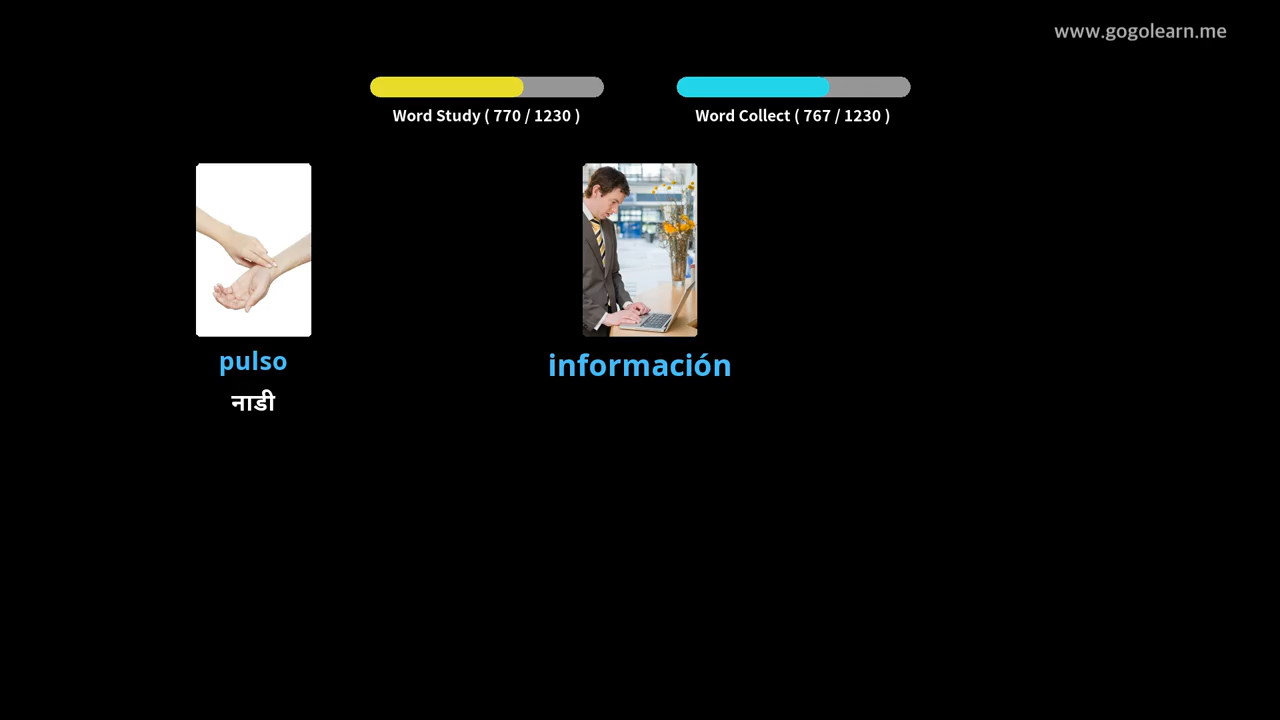 www.gogolearn.me
Word Study ( 770 / 1230 )
Word Collect ( 767 / 1230 )
pulso
नाडी
información